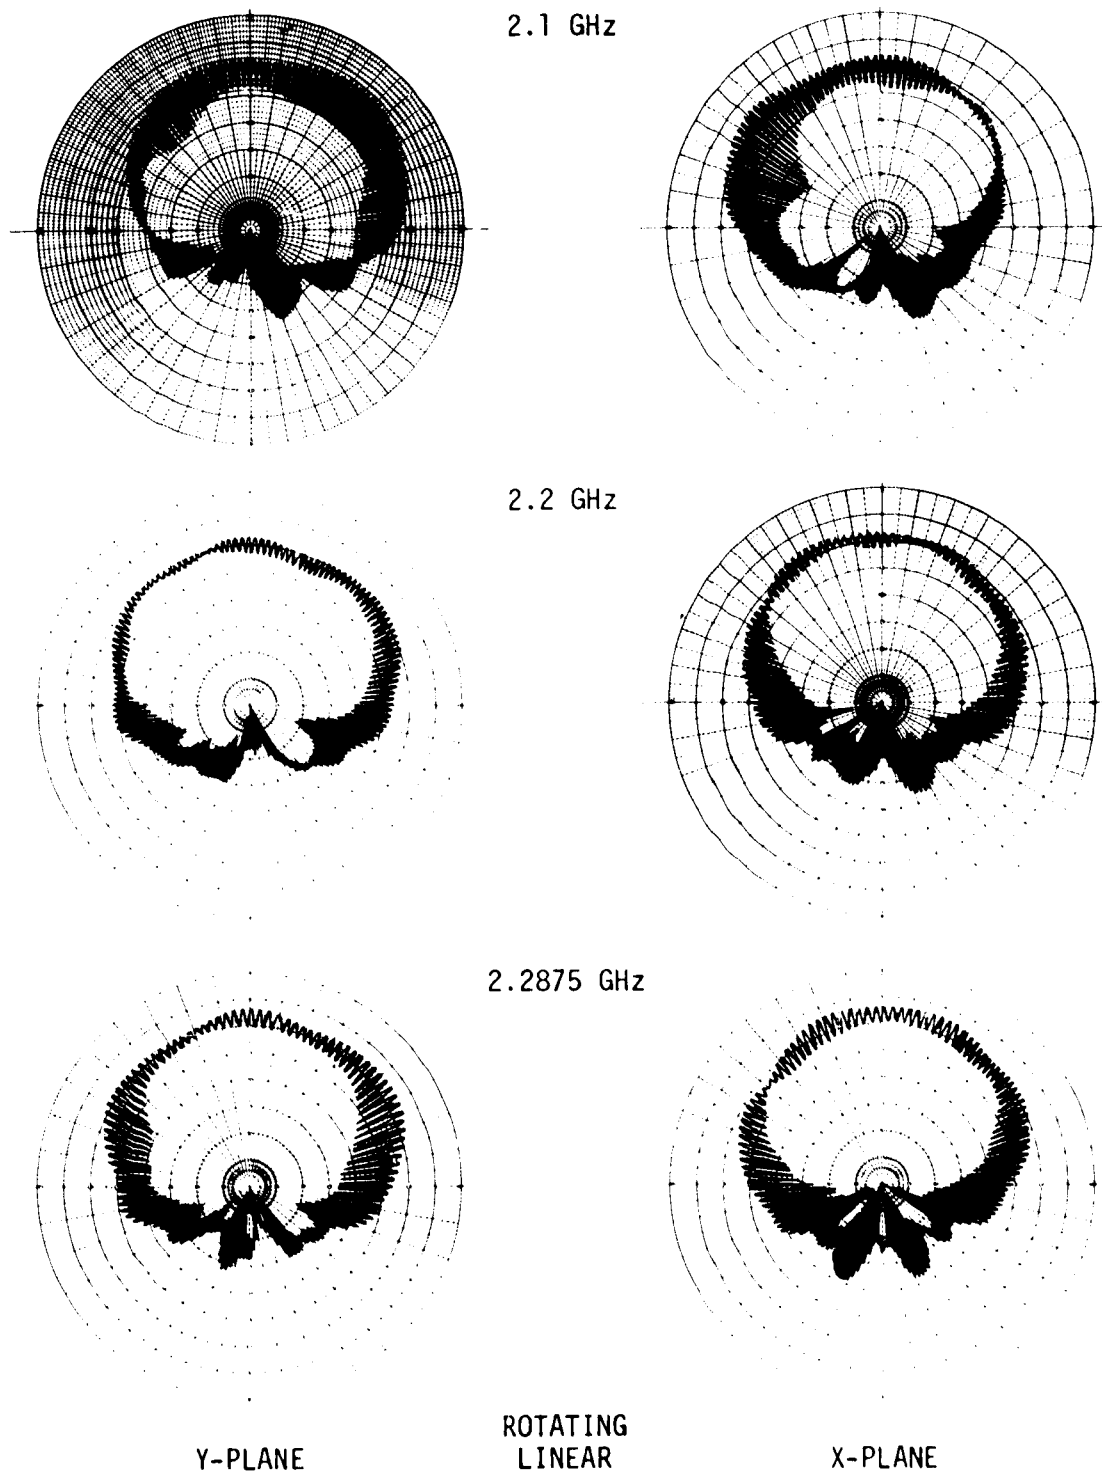 2.1 GHz
2.2 GHz
2.2875 GHz
Y-PLANE
ROTATING
LINEAR
X-PLANE